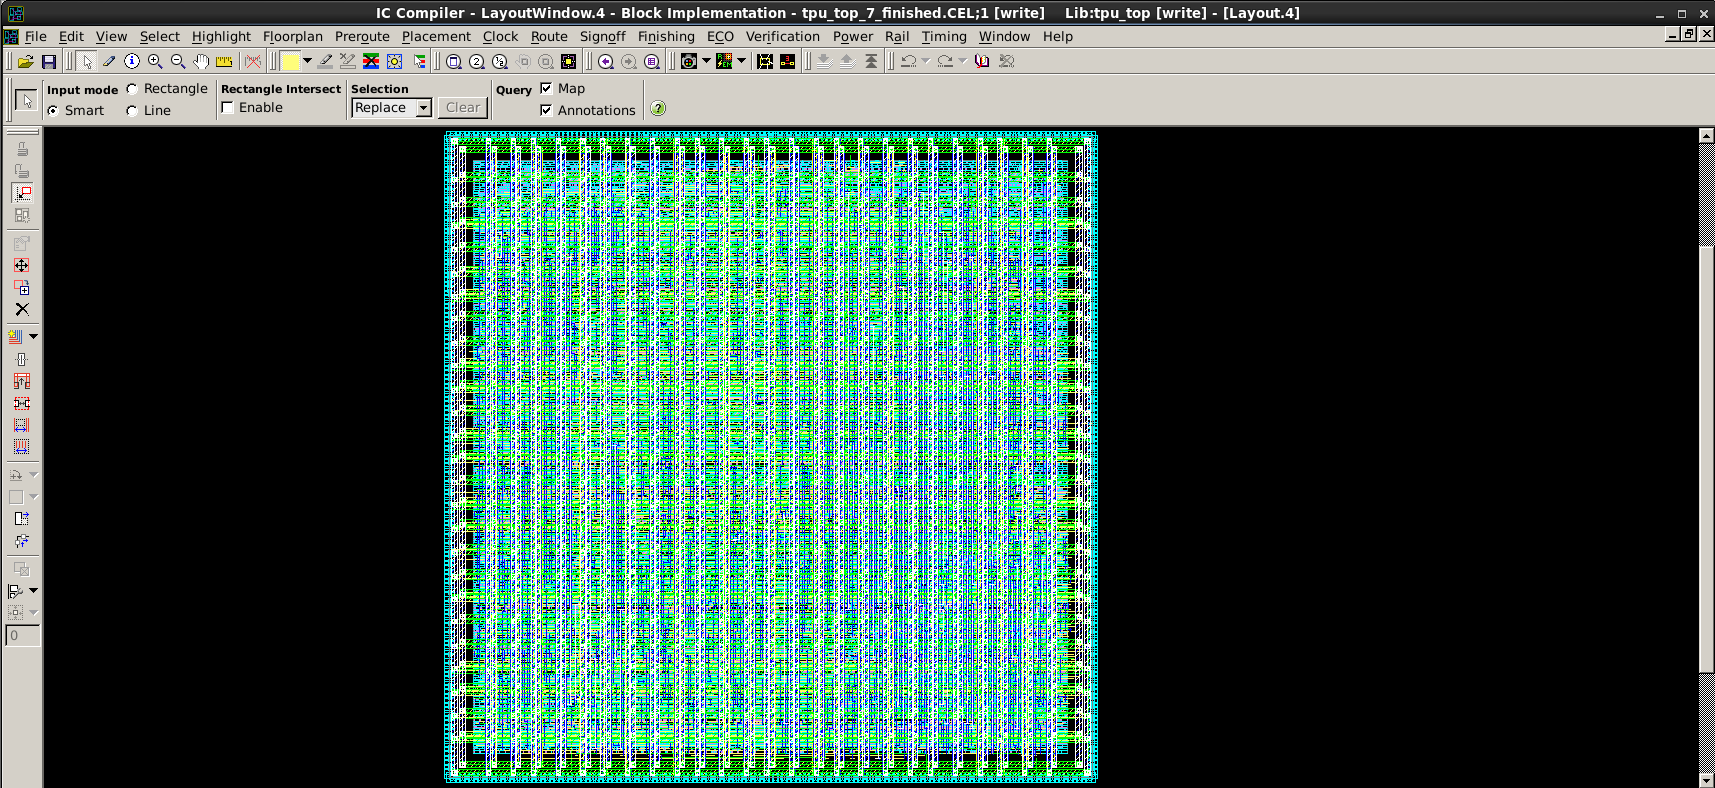 IC Compiler - LayoutWindow.4 - Block Implementation - tpu_top_7_finished.CEL;1 [write]    Lib:tpu_top [write] - [Layout.4]
File Edit View Select Highlight Floorplan Preroute Placement Clock Route Signoff Finishing ECO Verification Power Rail Timing Window Help
Input mode Rectangle Rectangle Intersect Selection Query Map
Smart Line Enable Replace Clear Annotations
0